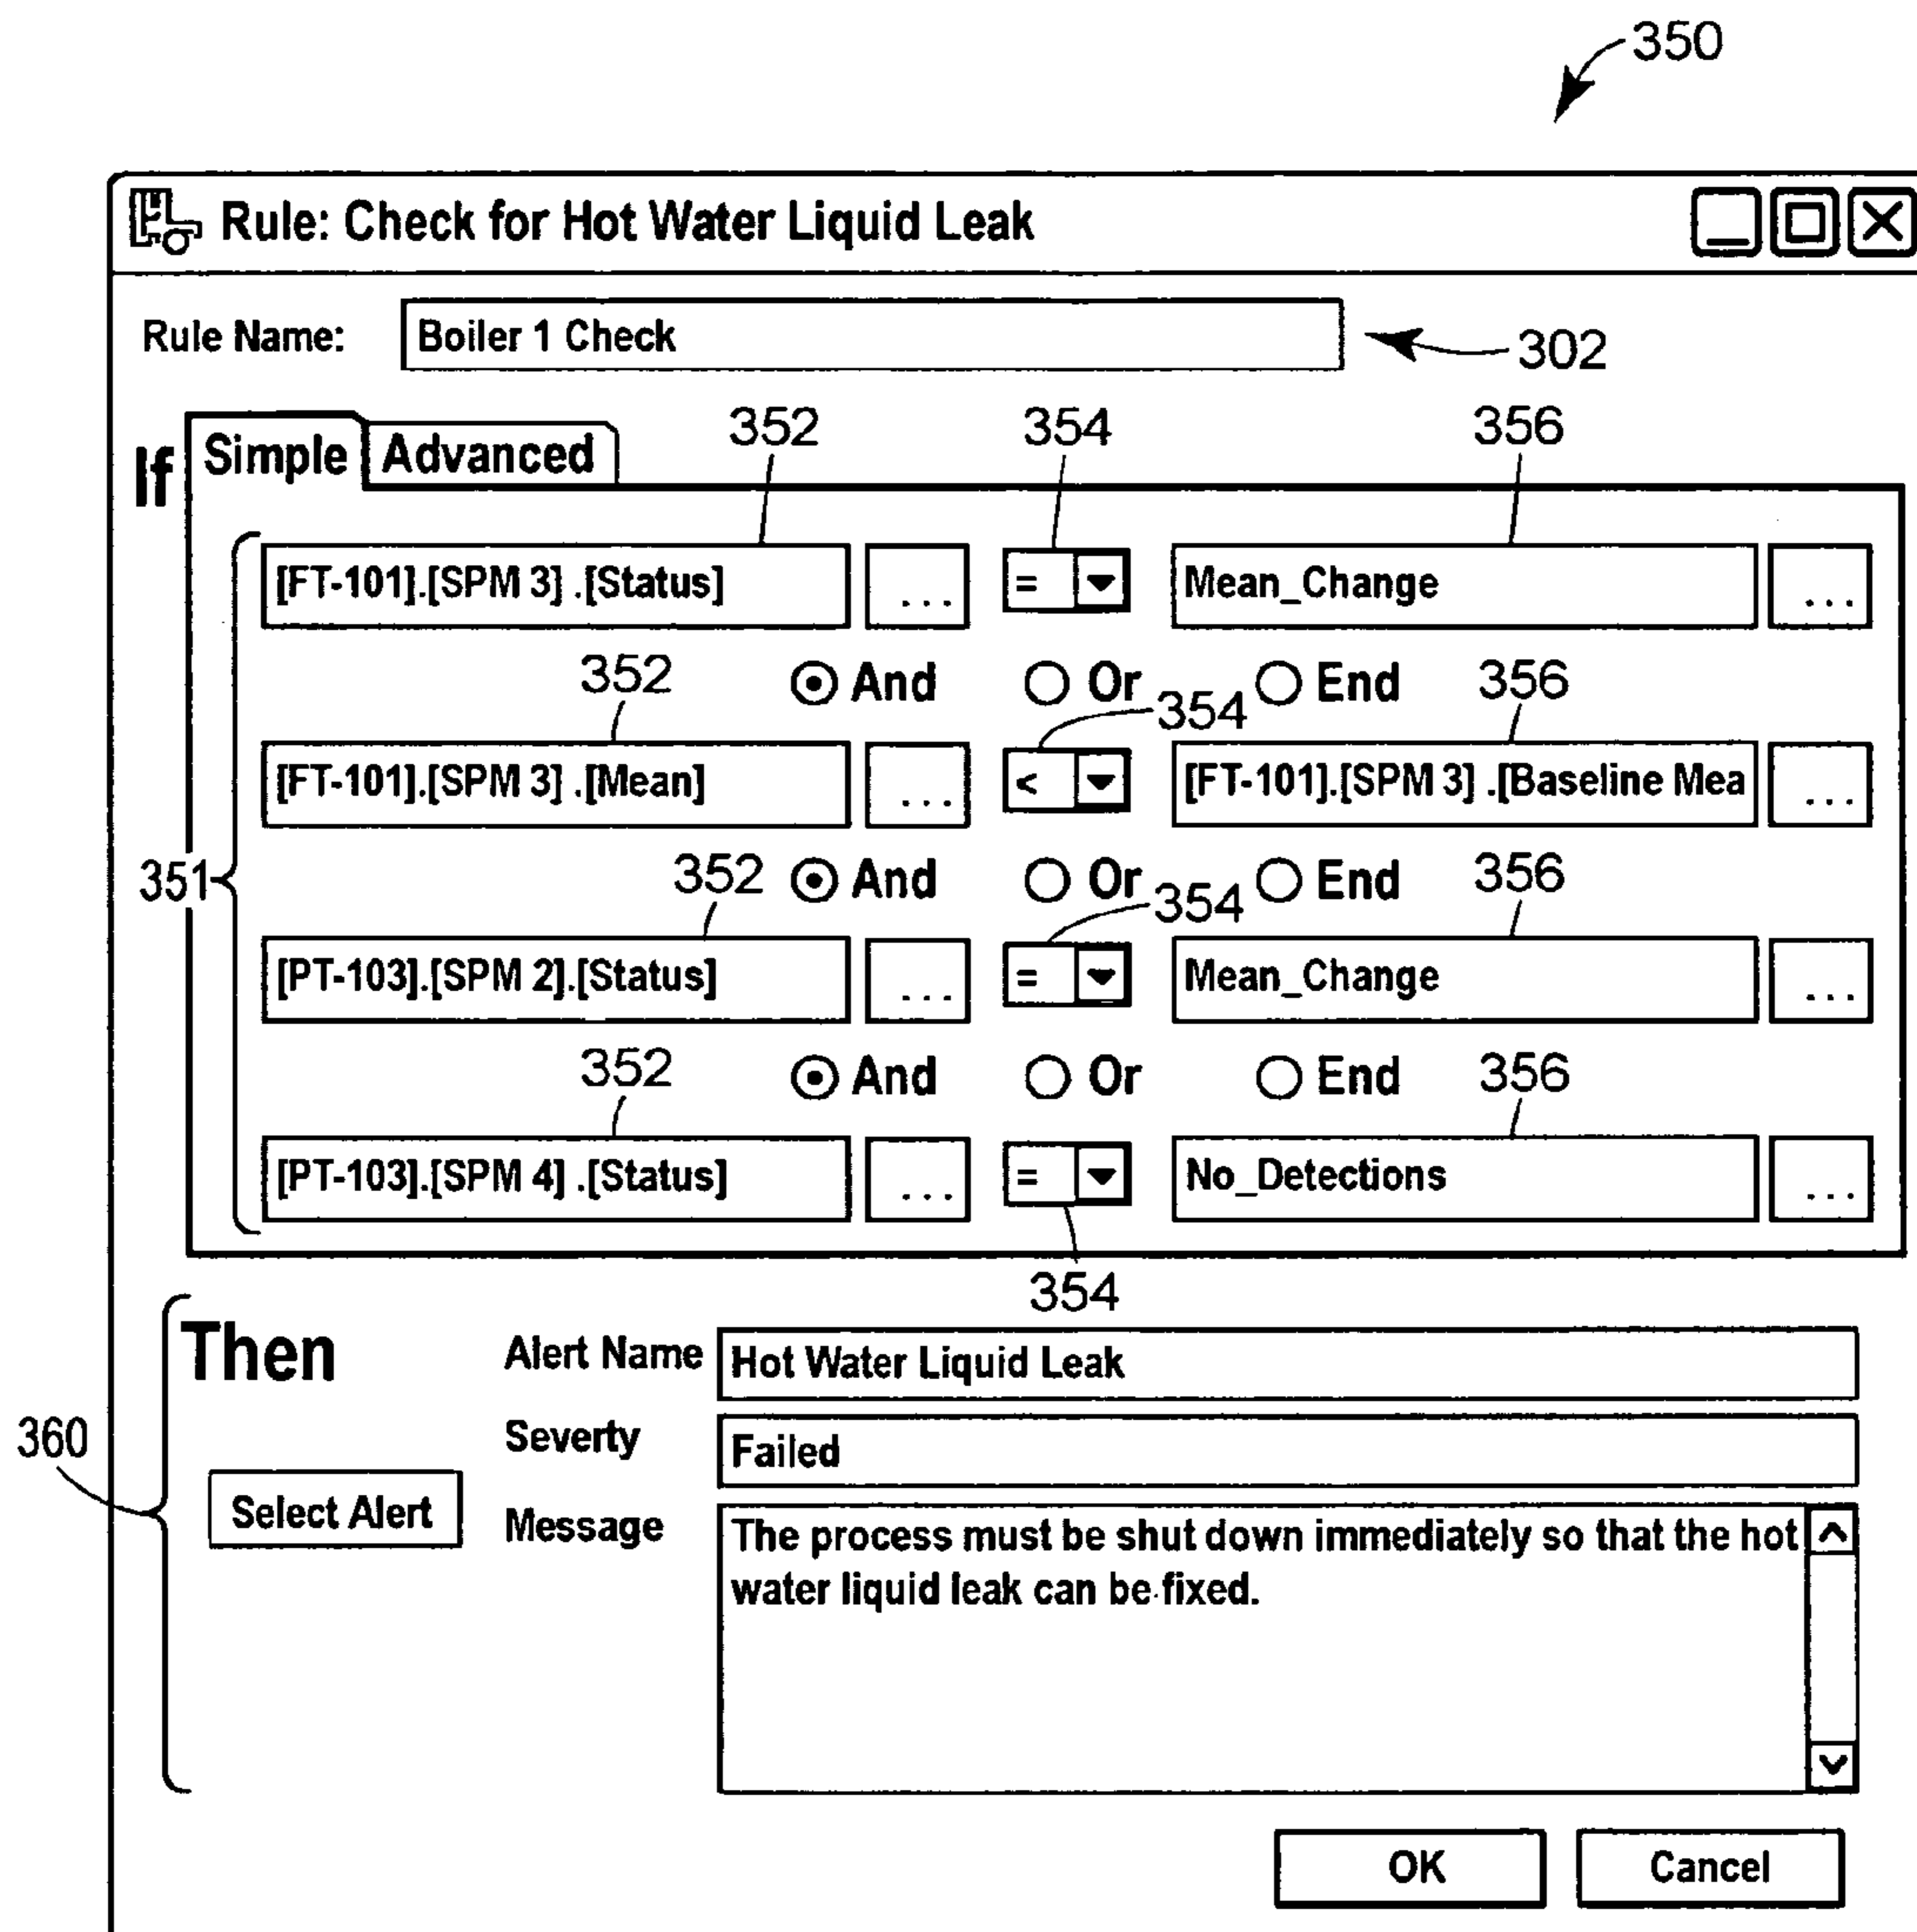 350
Rule: Check for Hot Water Liquid Leak
Rule Name: Boiler 1 Check 302
If Simple Advanced 352 354 356
[FT-101].[SPM 3] .[Status] ... = Mean_Change ...
352 And Or 354 End 356
[FT-101].[SPM 3] .[Mean] ... < [FT-101].[SPM 3] .[Baseline Mea ...
351 352 And Or 354 End 356
[PT-103].[SPM 2].[Status] ... = Mean_Change ...
352 And Or End 356
[PT-103].[SPM 4] .[Status] ... = No_Detections ...
354
Then Alert Name Hot Water Liquid Leak
360 Severty Failed
Select Alert Message The process must be shut down immediately so that the hot
water liquid leak can be fixed.
OK Cancel